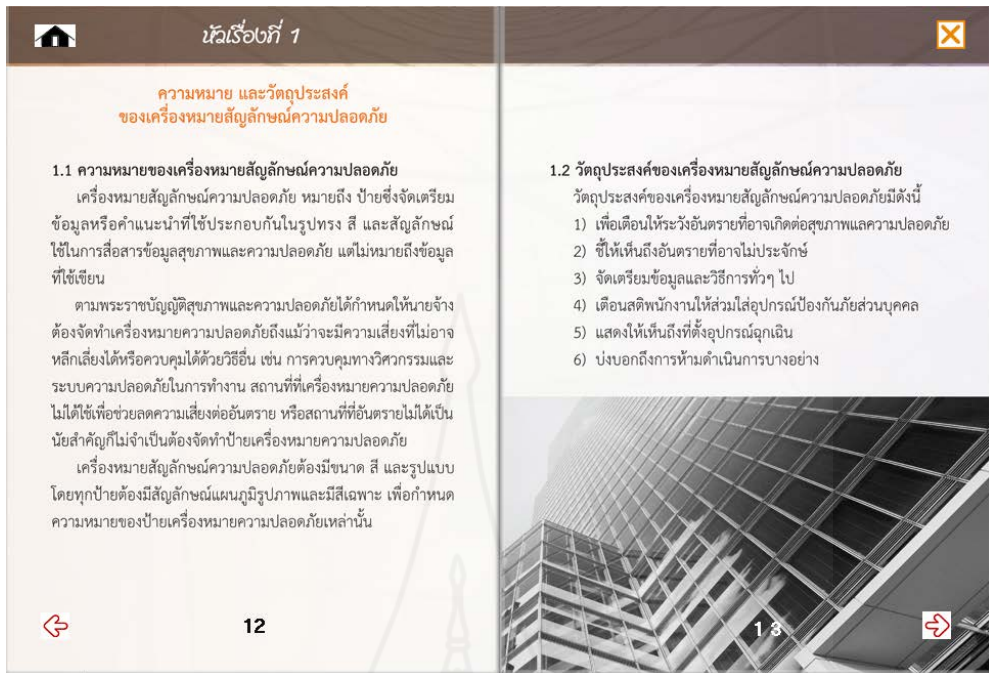 หัวเรื่องที่ 1
ความหมาย และวัตถุประสงค์
ของเครื่องหมายสัญลักษณ์ความปลอดภัย
1.1 ความหมายของเครื่องหมายสัญลักษณ์ความปลอดภัย
เครื่องหมายสัญลักษณ์ความปลอดภัย หมายถึง ป้ายซึ่งจัดเตรียม
ข้อมูลหรือคำแนะนำที่ใช้ประกอบกันในรูปทรง สี และสัญลักษณ์
ใช้ในการสื่อสารข้อมูลสุขภาพและความปลอดภัย แต่ไม่หมายถึงข้อมูล
ที่ใช้เขียน
ตามพระราชบัญญัติสุขภาพและความปลอดภัยได้กำหนดให้นายจ้าง
ต้องจัดทำเครื่องหมายความปลอดภัยถึงแม้ว่าจะมีความเสี่ยงที่ไม่อาจ
หลีกเลี่ยงได้หรือควบคุมได้ด้วยวิธีอื่น เช่น การควบคุมทางวิศวกรรมและ
ระบบความปลอดภัยในการทำงาน สถานที่ที่เครื่องหมายความปลอดภัย
ไม่ได้ใช้เพื่อช่วยลดความเสี่ยงต่ออันตราย หรือสถานที่ที่อันตรายไม่ได้เป็น
นัยสำคัญก็ไม่จำเป็นต้องจัดทำป้ายเครื่องหมายความปลอดภัย
เครื่องหมายสัญลักษณ์ความปลอดภัยต้องมีขนาด สี และรูปแบบ
โดยทุกป้ายต้องมีสัญลักษณ์แผนภูมิรูปภาพและมีสีเฉพาะ เพื่อกำหนด
ความหมายของป้ายเครื่องหมายความปลอดภัยเหล่านั้น
12
1.2 วัตถุประสงค์ของเครื่องหมายสัญลักษณ์ความปลอดภัย
วัตถุประสงค์ของเครื่องหมายสัญลักษณ์ความปลอดภัยมีดังนี้
1) เพื่อเตือนให้ระวังอันตรายที่อาจเกิดต่อสุขภาพแลความปลอดภัย
2) ชี้ให้เห็นถึงอันตรายที่อาจไม่ประจักษ์
3) จัดเตรียมข้อมูลและวิธีการทั่วๆ ไป
4) เตือนสติพนักงานให้ส่วมใส่อุปกรณ์ป้องกันภัยส่วนบุคคล
5) แสดงให้เห็นถึงที่ตั้งอุปกรณ์ฉุกเฉิน
6) บ่งบอกถึงการห้ามดำเนินการบางอย่าง
1 3